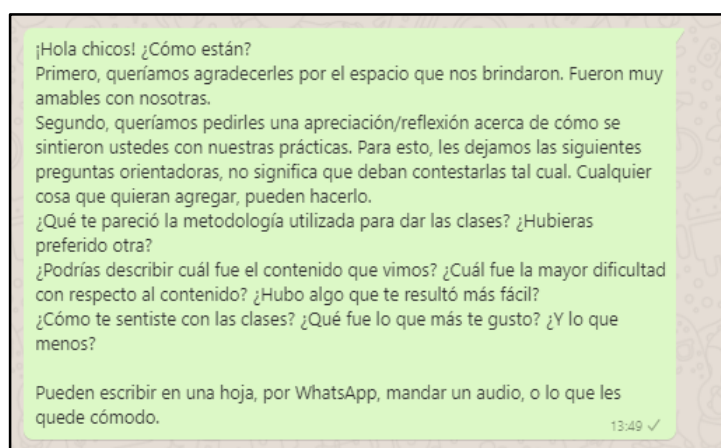 ¡Hola chicos! ¿Cómo están?
Primero, queríamos agradecerles por el espacio que nos brindaron. Fueron muy
amables con nosotras.
Segundo, queríamos pedirles una apreciación/reflexión acerca de cómo se
sintieron ustedes con nuestras prácticas. Para esto, les dejamos las siguientes
preguntas orientadoras, no significa que deban contestarlas tal cual. Cualquier
cosa que quieran agregar, pueden hacerlo.
¿Qué te pareció la metodología utilizada para dar las clases? ¿Hubieras
preferido otra?
¿Podrías describir cuál fue el contenido que vimos? ¿Cuál fue la mayor dificultad
con respecto al contenido? ¿Hubo algo que te resultó más fácil?
¿Cómo te sentiste con las clases? ¿Qué fue lo que más te gusto? ¿Y lo que
menos?
Pueden escribir en una hoja, por WhatsApp, mandar un audio, o lo que les
quede cómodo.
13:49